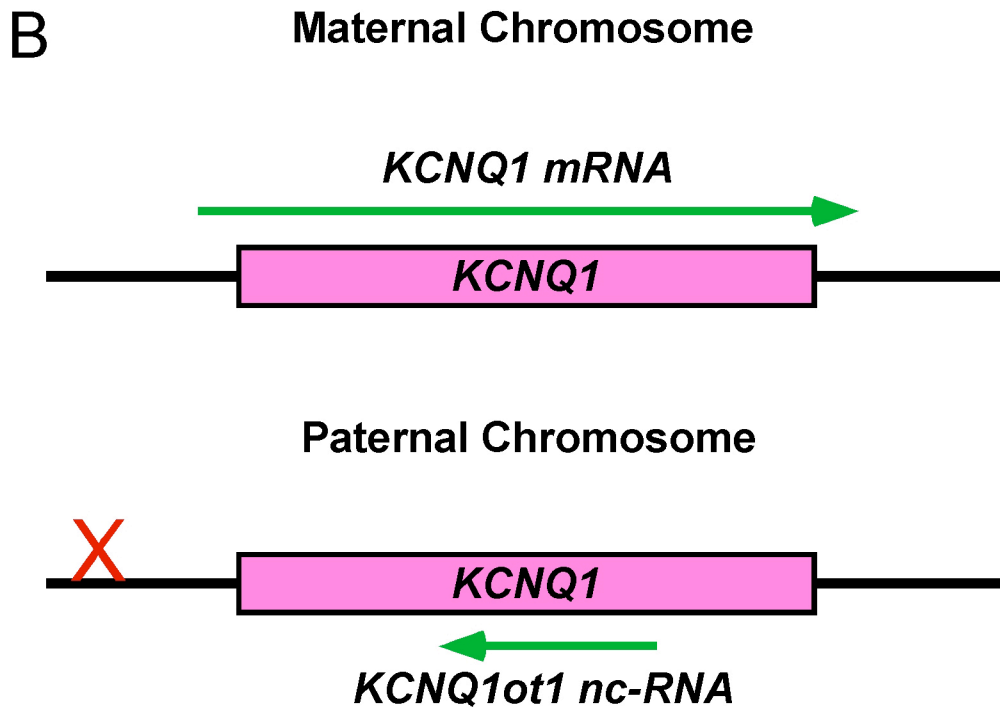 B
Maternal Chromosome
KCNQ1 mRNA
KCNQ1
Paternal Chromosome
X
KCNQ1
KCNQ1ot1 nc-RNA